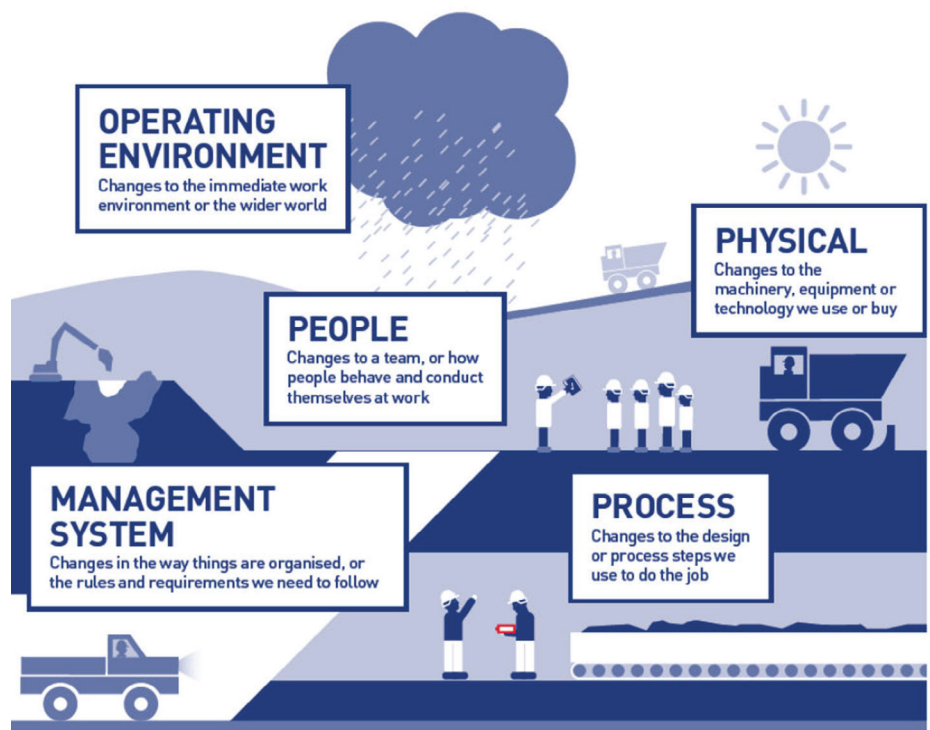 OPERATING
ENVIRONMENT
Changes to the immediate work
environment or the wider world
PHYSICAL
Changes to the
machinery, equipment or
technology we use or buy
PEOPLE
Changes to a team, or how
people behave and conduct
themselves at work
MANAGEMENT
SYSTEM
Changes in the way things are organised, or
the rules and requirements we need to follow
PROCESS
Changes to the design
or process steps we
use to do the job